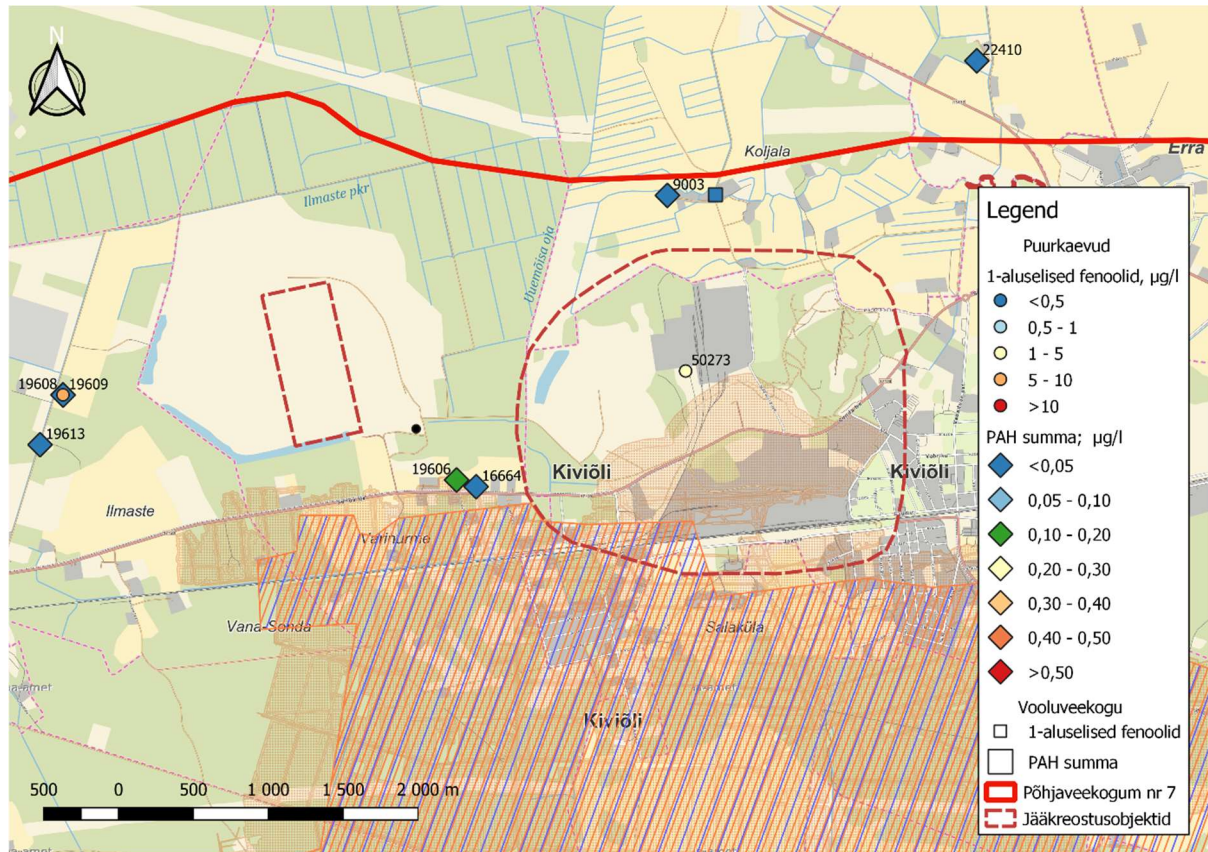 N
22410
Koljala
Erra
9003
Ilmaste pkr
Uuemõisa oja
50273
19608
19609
19613
19606
16664
Kiviõli
Kiviõli
Ilmaste
Varinurme
Vana-Sonda
Salaküla
Kiviõli
500 0 500 1 000 1 500 2 000 m
Legend
Puurkaevud
1-aluselised fenoolid, µg/l
<0,5
0,5 - 1
1 - 5
5 - 10
>10
PAH summa; µg/l
<0,05
0,05 - 0,10
0,10 - 0,20
0,20 - 0,30
0,30 - 0,40
0,40 - 0,50
>0,50
Vooluveekogu
1-aluselised fenoolid
PAH summa
Põhjaveekogum nr 7
Jääkreostusobjektid